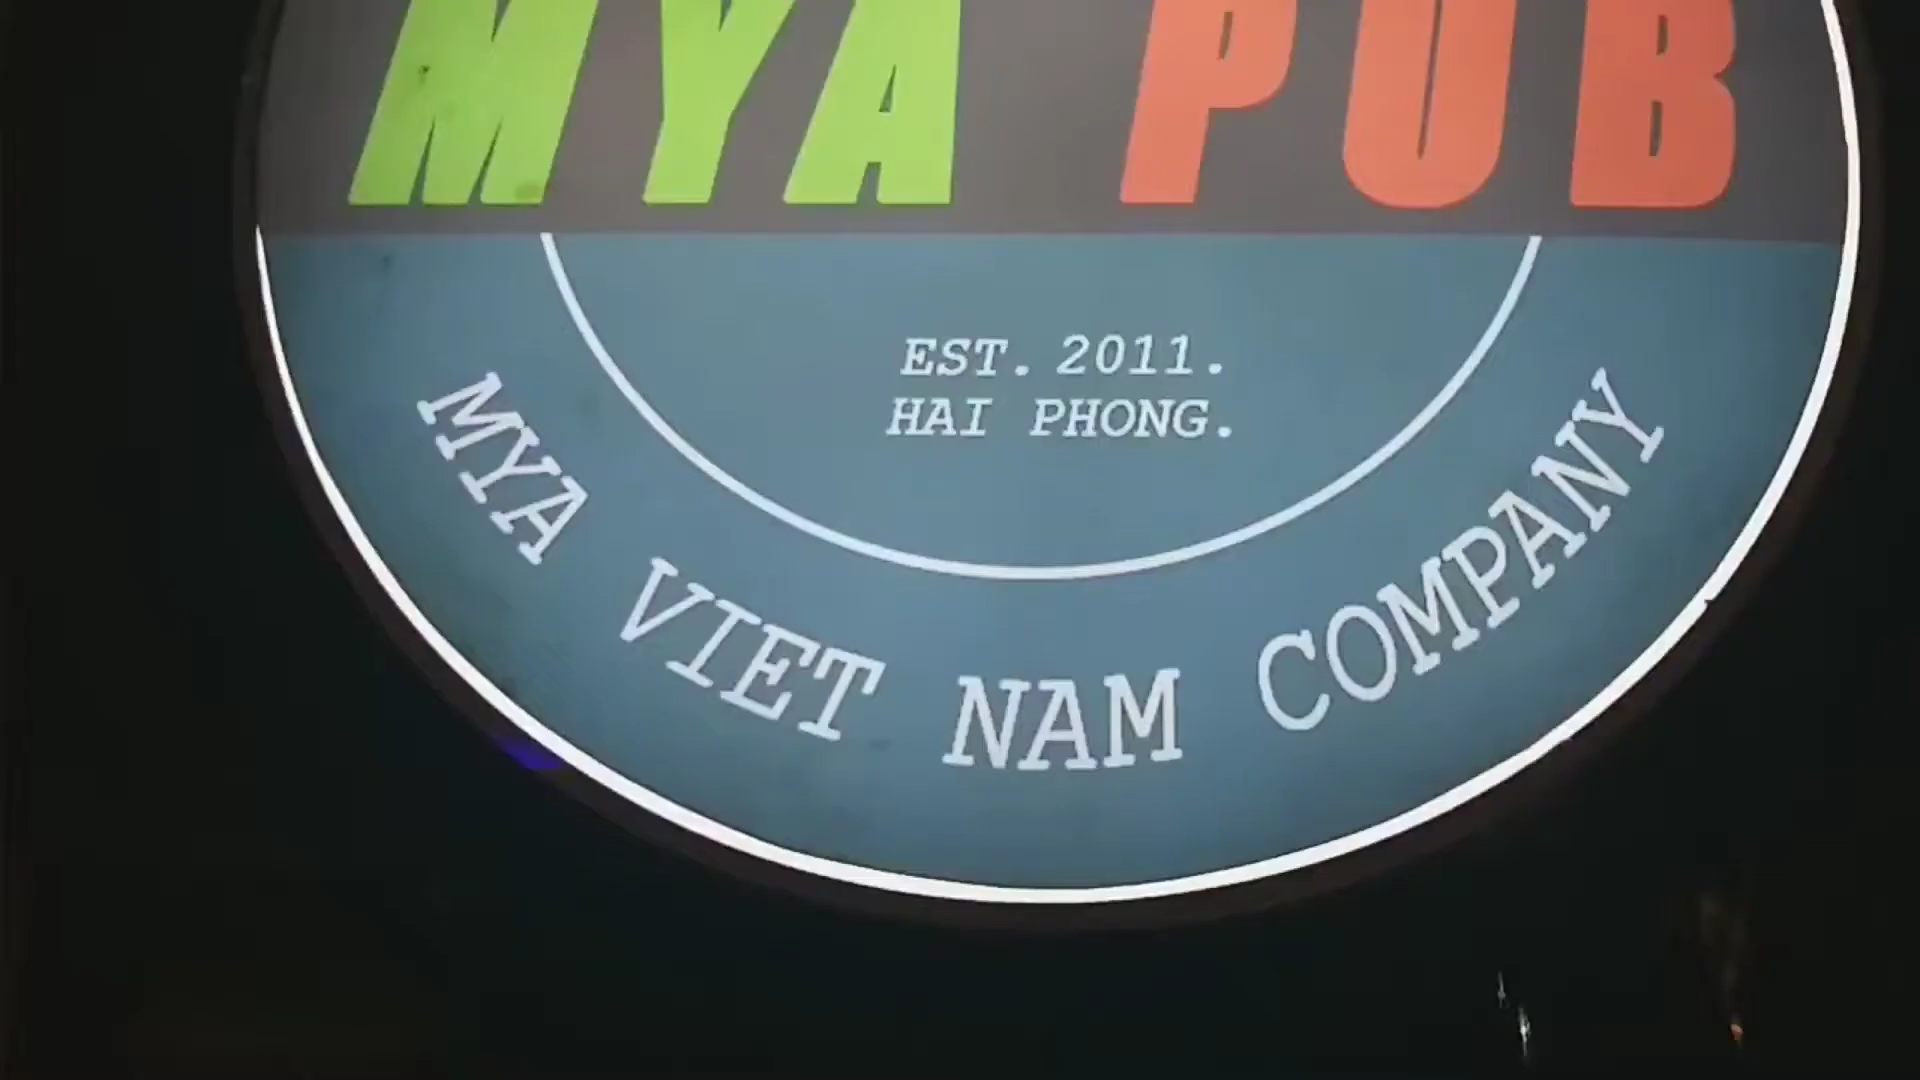 MYA PUB
EST. 2011.
HAI PHONG.
MYA VIET NAM COMPANY